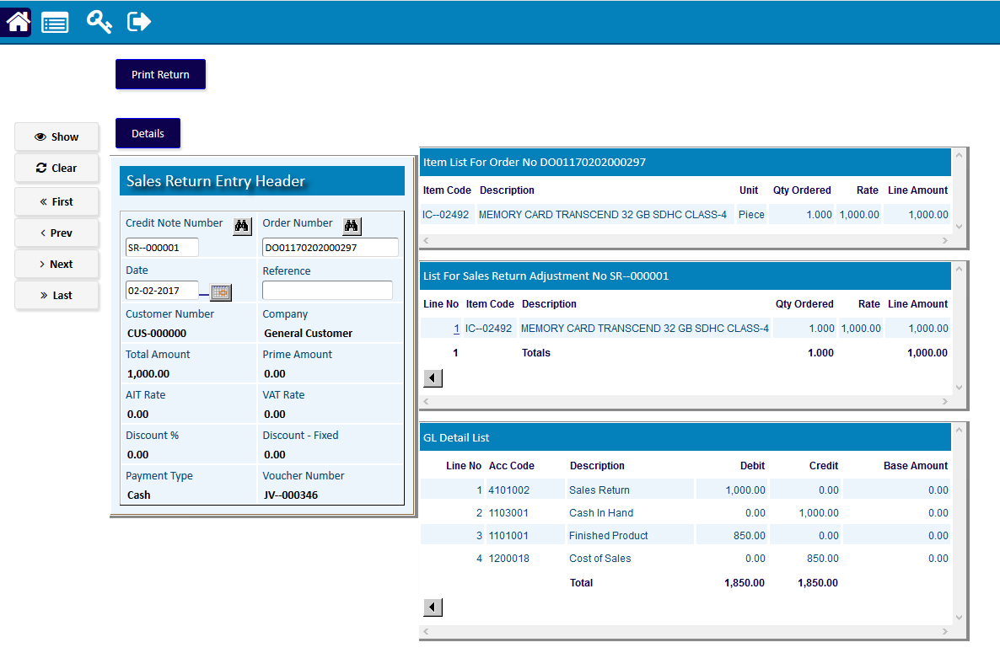 Print Return
Details
Show
Clear
« First
< Prev
> Next
» Last
Sales Return Entry Header
Credit Note Number Order Number
SR--000001 DO01170202000297
Date Reference
02-02-2017
Customer Number Company
CUS-000000 General Customer
Total Amount Prime Amount
1,000.00 0.00
AIT Rate VAT Rate
0.00 0.00
Discount % Discount - Fixed
0.00 0.00
Payment Type Voucher Number
Cash JV--000346
Item List For Order No DO01170202000297
Item Code Description Unit Qty Ordered Rate Line Amount
IC--02492 MEMORY CARD TRANSCEND 32 GB SDHC CLASS-4 Piece 1.000 1,000.00 1,000.00
List For Sales Return Adjustment No SR--000001
Line No Item Code Description Qty Ordered Rate Line Amount
1 IC--02492 MEMORY CARD TRANSCEND 32 GB SDHC CLASS-4 1.000 1,000.00 1,000.00
1 Totals 1.000 1,000.00
GL Detail List
Line No Acc Code Description Debit Credit Base Amount
1 4101002 Sales Return 1,000.00 0.00 0.00
2 1103001 Cash In Hand 0.00 1,000.00 0.00
3 1101001 Finished Product 850.00 0.00 0.00
4 1200018 Cost of Sales 0.00 850.00 0.00
Total 1,850.00 1,850.00